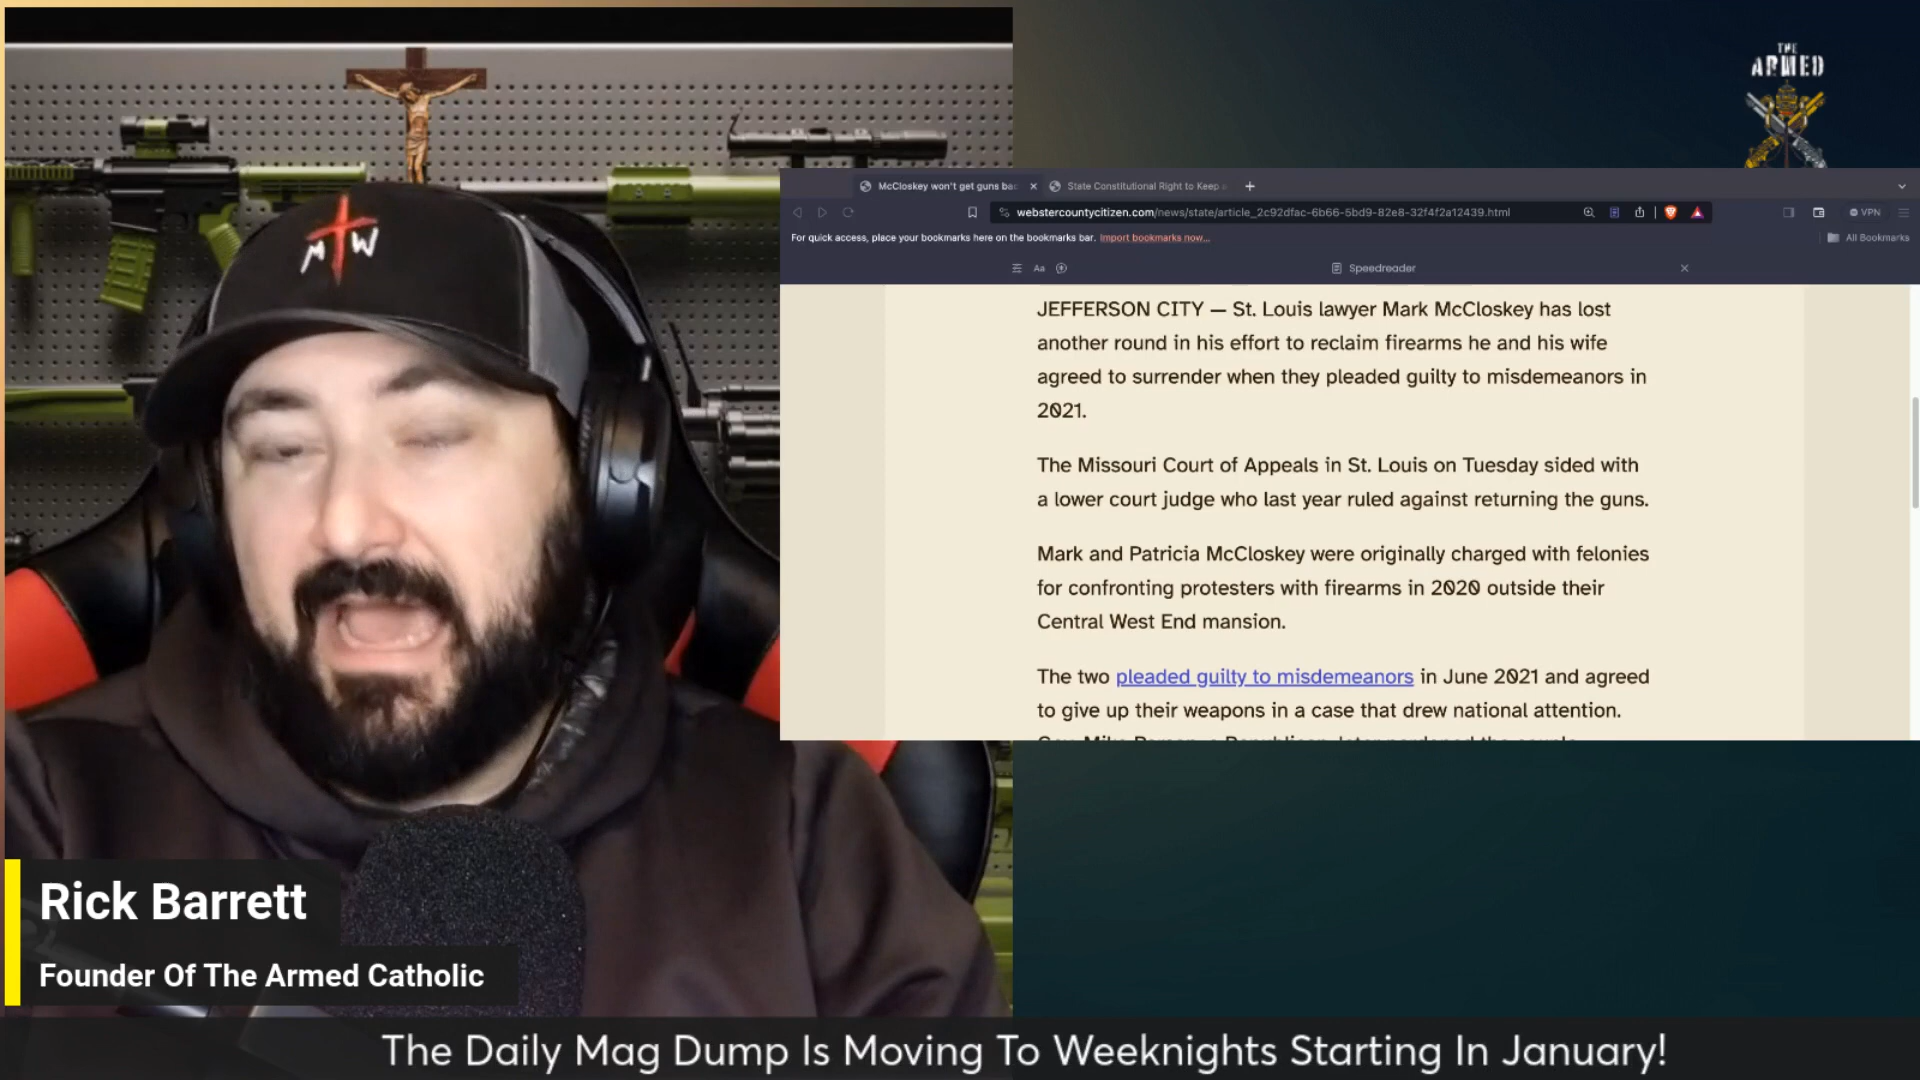 THE
ARMED
MTW
McCloskey won't get guns bac
State Constitutional Right to Keep a
webstercountycitizen.com/news/state/article_2c92dfac-6b66-5bd9-82e8-32f4f2a12439.html
VPN
For quick access, place your bookmarks here on the bookmarks bar. Import bookmarks now...
All Bookmarks
Aa
Speedreader
JEFFERSON CITY — St. Louis lawyer Mark McCloskey has lost
another round in his effort to reclaim firearms he and his wife
agreed to surrender when they pleaded guilty to misdemeanors in
2021.
The Missouri Court of Appeals in St. Louis on Tuesday sided with
a lower court judge who last year ruled against returning the guns.
Mark and Patricia McCloskey were originally charged with felonies
for confronting protesters with firearms in 2020 outside their
Central West End mansion.
The two pleaded guilty to misdemeanors in June 2021 and agreed
to give up their weapons in a case that drew national attention.
Rick Barrett
Founder Of The Armed Catholic
The Daily Mag Dump Is Moving To Weeknights Starting In January!